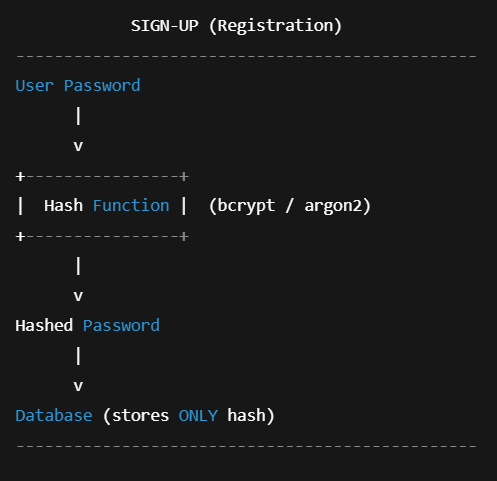 SIGN-UP (Registration)
------------------------------------------------
User Password
|
v
+----------------+
|  Hash Function |  (bcrypt / argon2)
+----------------+
|
v
Hashed Password
|
v
Database (stores ONLY hash)
------------------------------------------------